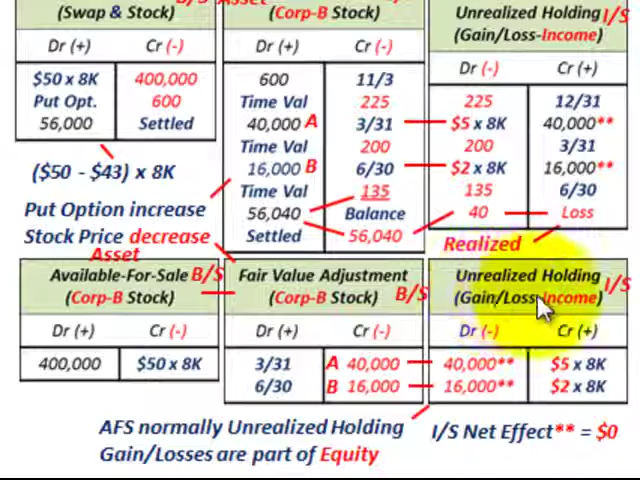 (Swap & Stock) B/S
Asset
(Corp-B Stock)
Unrealized Holding I/S
(Gain/Loss-Income)
Dr (+) Cr (-)
Dr (+) Cr (-)
Dr (-) Cr (+)
$50 x 8K 400,000
Put Opt. 600
56,000 Settled
600 11/3
Time Val 225
40,000 A 3/31
Time Val 200
16,000 B 6/30
Time Val 135
56,040 Balance
Settled 56,040
225 12/31
$5 x 8K 40,000**
200 3/31
$2 x 8K 16,000**
135 6/30
40 Loss
($50 - $43) x 8K
Put Option increase
Stock Price decrease
Asset
Realized
Available-For-Sale B/S
(Corp-B Stock)
Dr (+) Cr (-)
400,000 $50 x 8K
Fair Value Adjustment
(Corp-B Stock) B/S
Dr (+) Cr (-)
3/31 A 40,000
6/30 B 16,000
Unrealized Holding I/S
(Gain/Loss-Income)
Dr (-) Cr (+)
40,000** $5 x 8K
16,000** $2 x 8K
AFS normally Unrealized Holding
Gain/Losses are part of Equity
I/S Net Effect** = $0